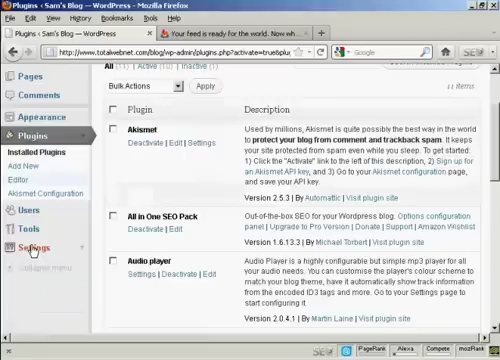 Plugins ‹ Sam's Blog — WordPress - Mozilla Firefox
File Edit View History Bookmarks Tools Help
Plugins ‹ Sam's Blog — WordPress
Your feed is ready for the world. Now wh...
http://www.totalwebnet.com/blog/wp-admin/plugins.php?activate=true&plu
Google
All (11) | Active (10) | Inactive (1)
Bulk Actions Apply
11 items
Pages
Comments
Appearance
Plugins
Installed Plugins
Add New
Editor
Akismet Configuration
Users
Tools
Settings
Collapse menu
Plugin Description
Akismet
Deactivate | Edit | Settings
Used by millions, Akismet is quite possibly the best way in the world
to protect your blog from comment and trackback spam. It keeps
your site protected from spam even while you sleep. To get started:
1) Click the "Activate" link to the left of this description, 2) Sign up for
an Akismet API key, and 3) Go to your Akismet configuration
page, and save your API key.
Version 2.5.3 | By Automattic | Visit plugin site
All in One SEO Pack
Deactivate | Edit
Out-of-the-box SEO for your Wordpress blog. Options configuration
panel | Upgrade to Pro Version | Donate | Support | Amazon Wishlist
Version 1.6.13.3 | By Michael Torbert | Visit plugin site
Audio player
Settings | Deactivate | Edit
Audio Player is a highly configurable but simple mp3 player for all
your audio needs. You can customise the player's colour scheme to
match your blog theme, have it automatically show track information
from the encoded ID3 tags and more. Go to your Settings page to
start configuring it
Version 2.0.4.1 | By Martin Laine | Visit plugin site
PageRank Alexa Compete mozRank